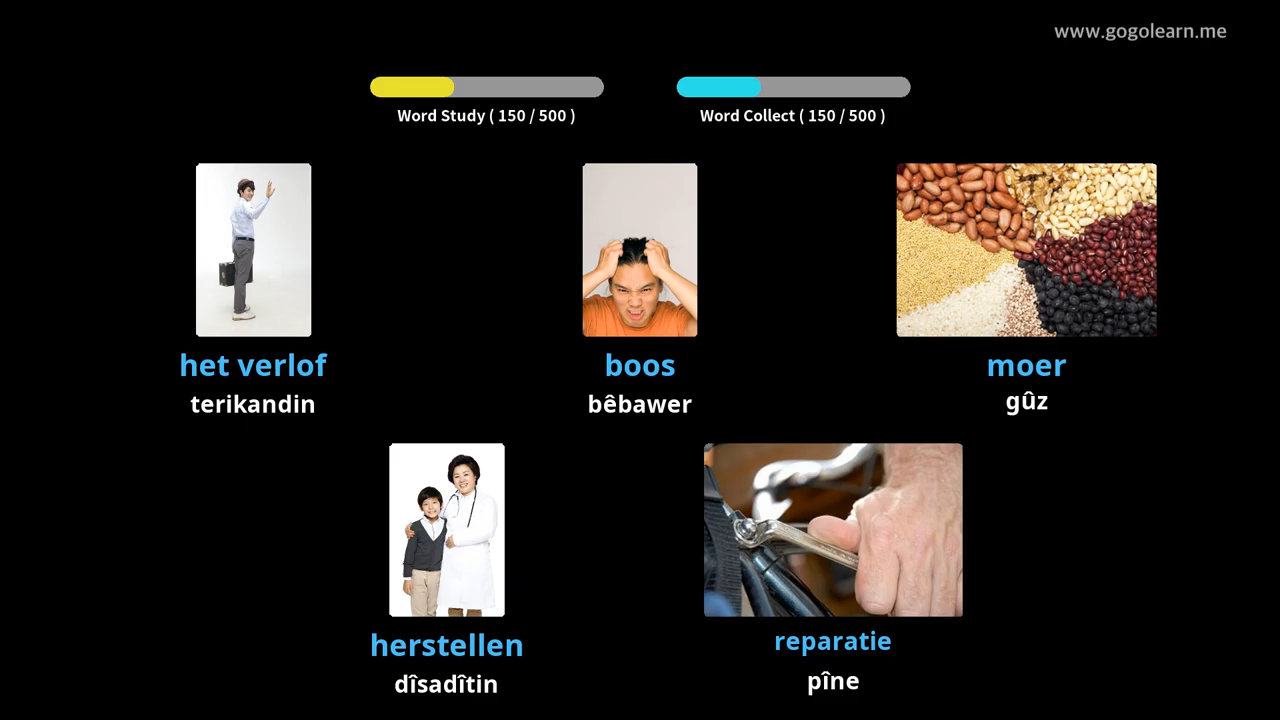 www.gogolearn.me
Word Study ( 150 / 500 )
Word Collect ( 150 / 500 )
het verlof
terikandin
boos
bêbawer
moer
gûz
herstellen
dîsadîtin
reparatie
pîne